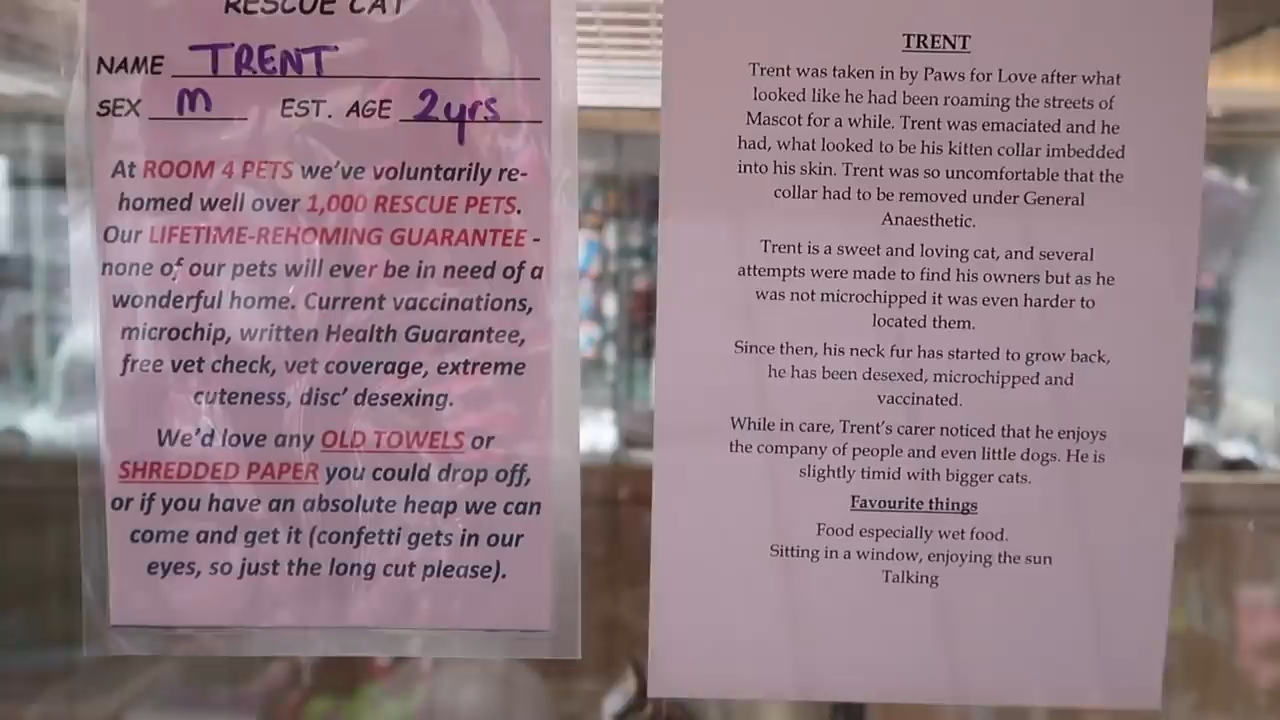 RESCUE CAT
NAME TRENT
SEX M EST. AGE 2yrs
At ROOM 4 PETS we've voluntarily re-
homed well over 1,000 RESCUE PETS.
Our LIFETIME-REHOMING GUARANTEE -
none of our pets will ever be in need of a
wonderful home. Current vaccinations,
microchip, written Health Guarantee,
free vet check, vet coverage, extreme
cuteness, disc' desexing.
We'd love any OLD TOWELS or
SHREDDED PAPER you could drop off,
or if you have an absolute heap we can
come and get it (confetti gets in our
eyes, so just the long cut please).
TRENT
Trent was taken in by Paws for Love after what
looked like he had been roaming the streets of
Mascot for a while. Trent was emaciated and he
had, what looked to be his kitten collar imbedded
into his skin. Trent was so uncomfortable that the
collar had to be removed under General
Anaesthetic.
Trent is a sweet and loving cat, and several
attempts were made to find his owners but as he
was not microchipped it was even harder to
located them.
Since then, his neck fur has started to grow back,
he has been desexed, microchipped and
vaccinated.
While in care, Trent's carer noticed that he enjoys
the company of people and even little dogs. He is
slightly timid with bigger cats.
Favourite things
Food especially wet food.
Sitting in a window, enjoying the sun
Talking